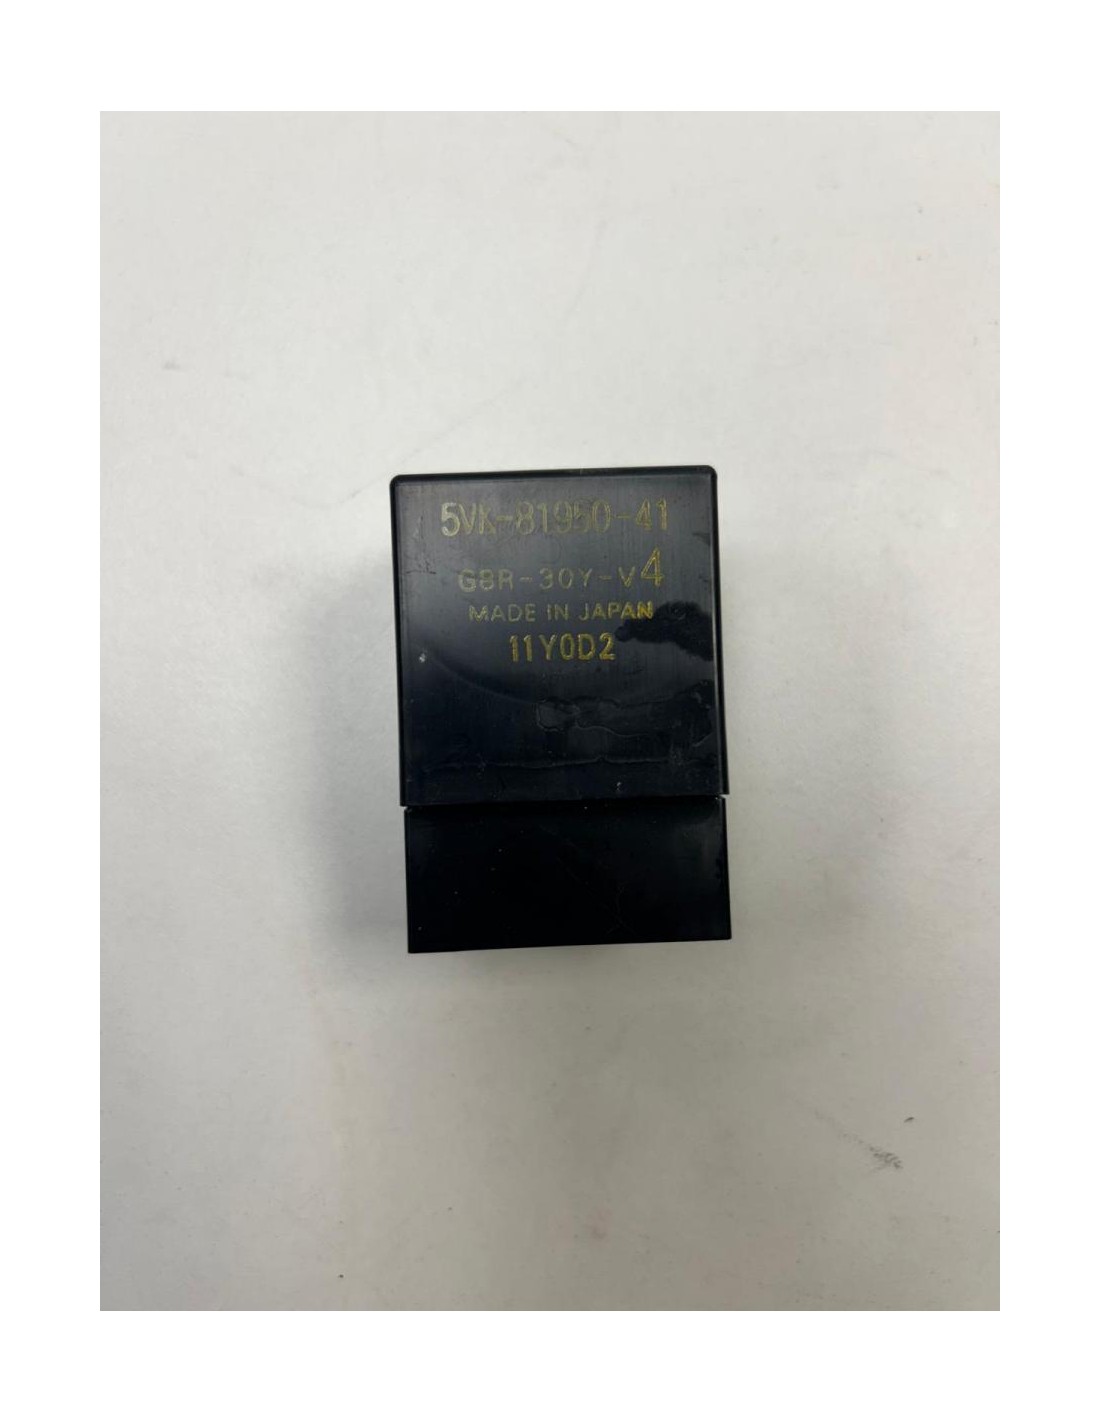 5VK-81950-41
G8R-30Y-V4
MADE IN JAPAN
11Y0D2